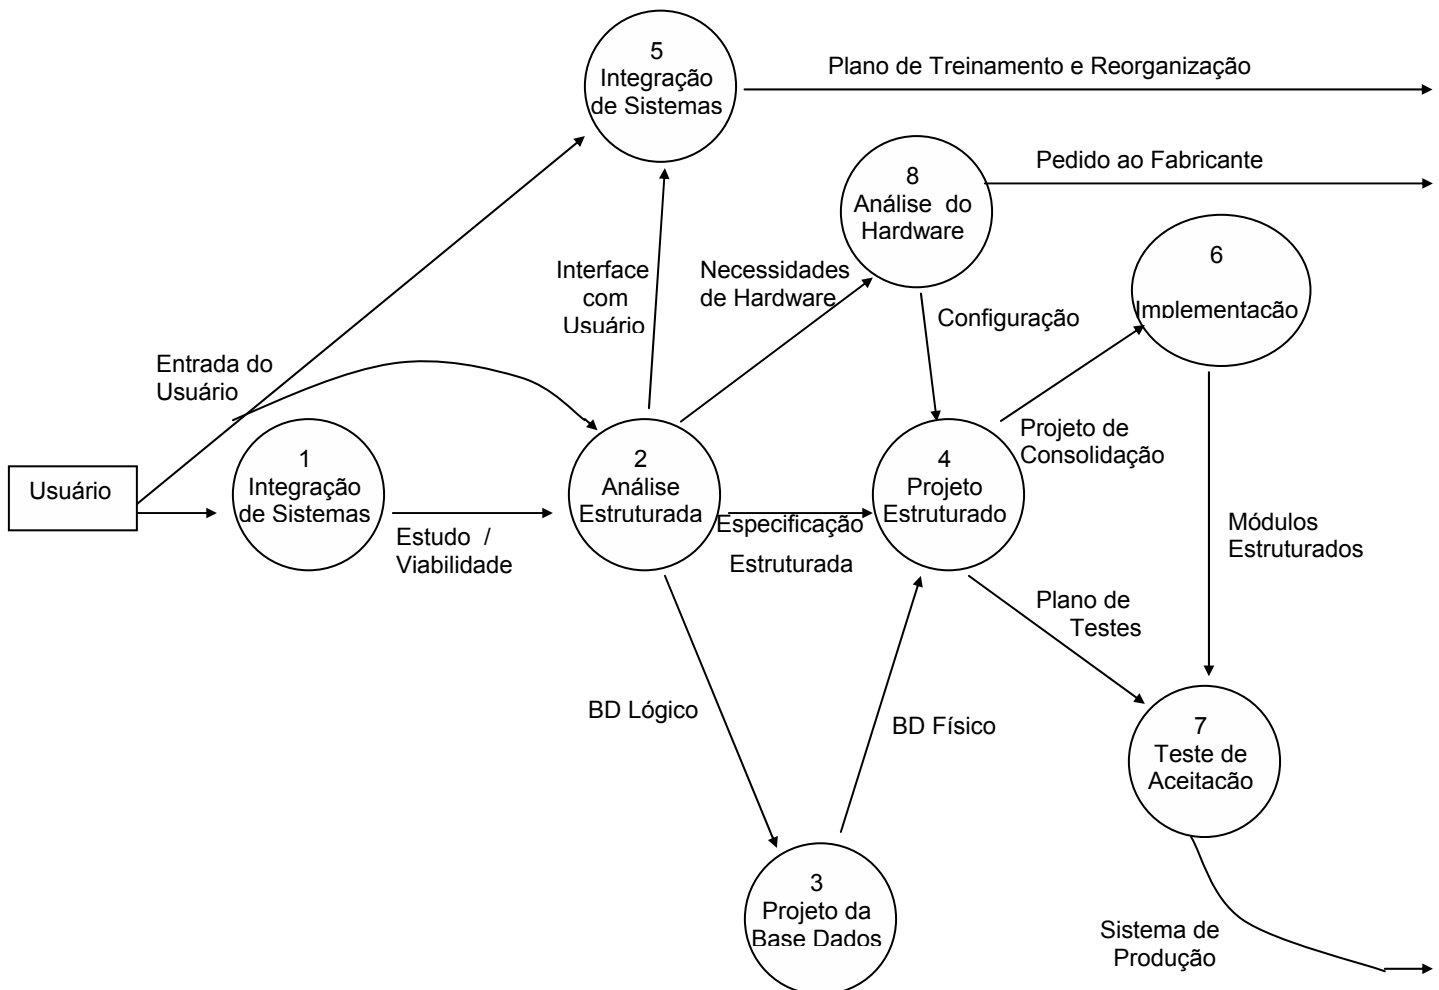 5
Integração
de Sistemas
Plano de Treinamento e Reorganização
Pedido ao Fabricante
8
Análise do
Hardware
6
Implementação
Interface
com
Usuário
Necessidades
de Hardware
Configuração
Entrada do
Usuário
Projeto de
Consolidação
Usuário
1
Integração
de Sistemas
Estudo /
Viabilidade
2
Análise
Estruturada
Especificação
Estruturada
4
Projeto
Estruturado
Módulos
Estruturados
Plano de
Testes
BD Lógico
BD Físico
7
Teste de
Aceitação
3
Projeto da
Base Dados
Sistema de
Produção